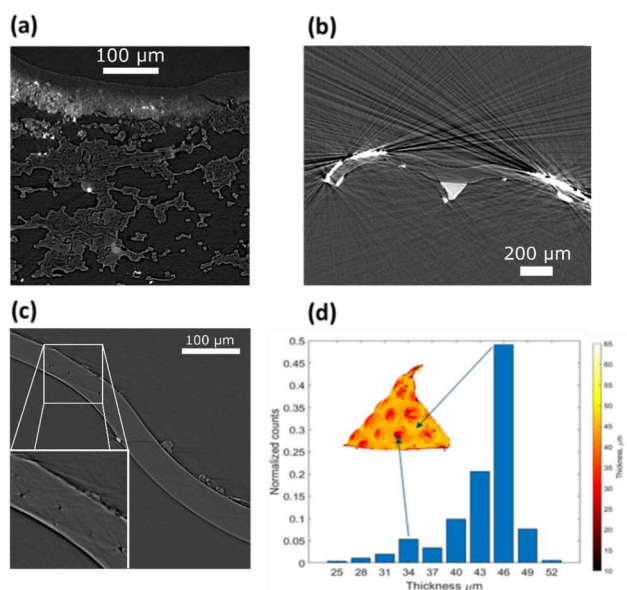 (a)
100 µm
(b)
200 µm
(c)
100 µm
(d)
0.5
0.45
0.4
0.35
0.3
0.25
0.2
0.15
0.1
0.05
0
Normalized counts
25 28 31 34 37 40 43 46 49 52
Thickness µm
65
60
55
50
45
40
35
30
25
20
15
10
Thickness, µm